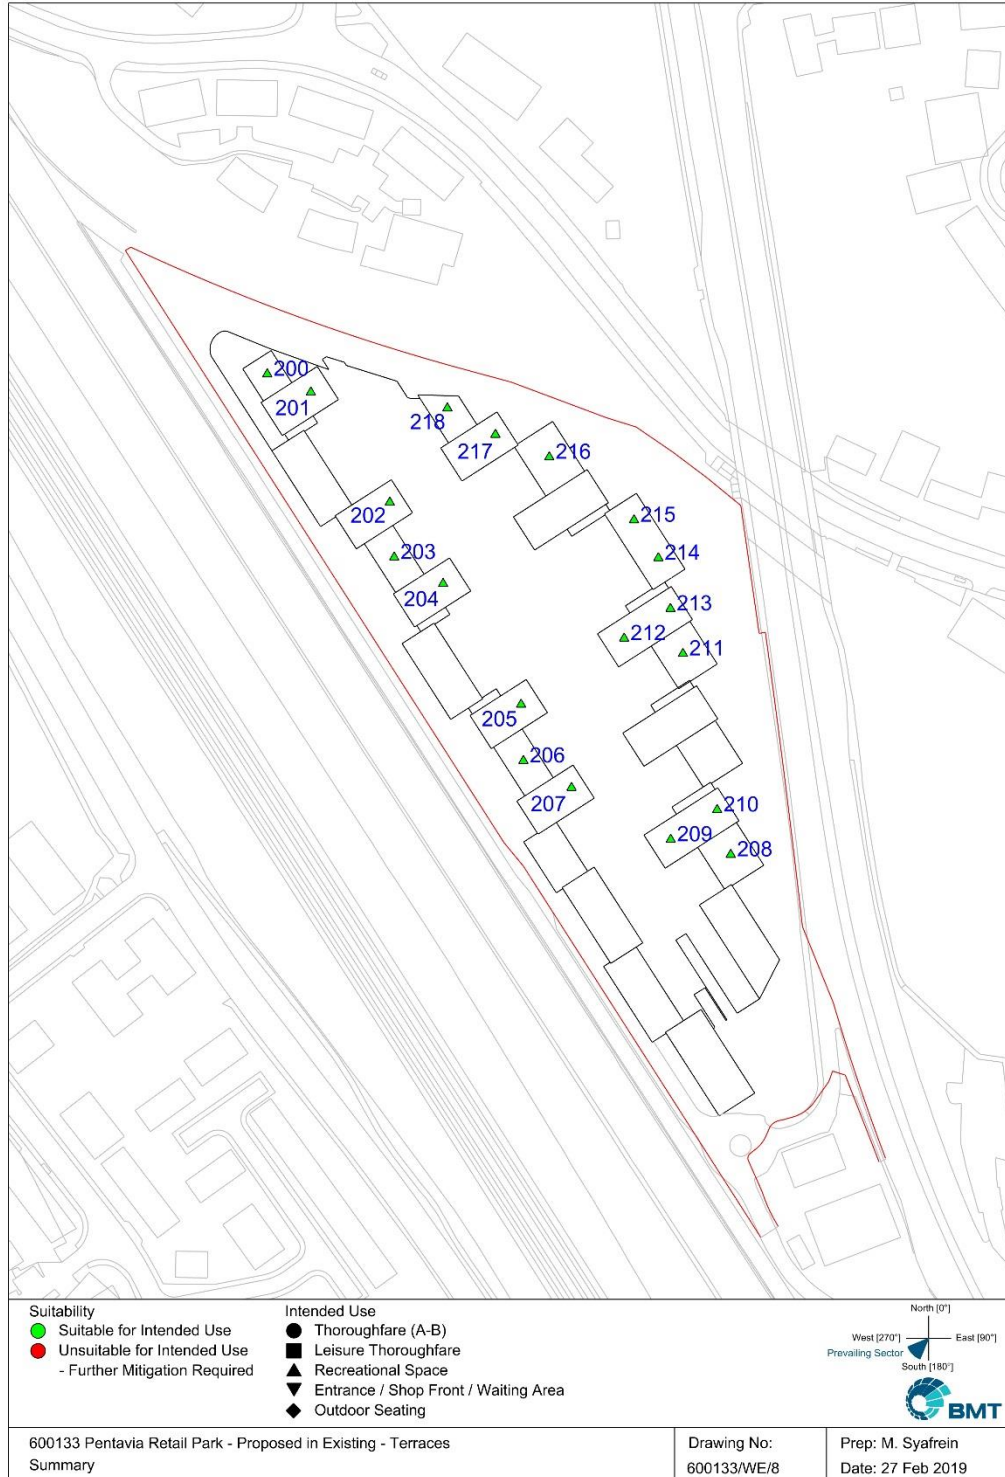 200
201
218
217
216
202
215
203
214
204
213
212
211
205
206
207
210
209
208
Suitability
Suitable for Intended Use
Unsuitable for Intended Use
- Further Mitigation Required
Intended Use
Thoroughfare (A-B)
Leisure Thoroughfare
Recreational Space
Entrance / Shop Front / Waiting Area
Outdoor Seating
North [0°]
West [270°]
East [90°]
Prevailing Sector
South [180°]
BMT
600133 Pentavia Retail Park - Proposed in Existing - Terraces
Summary
Drawing No:
600133/WE/8
Prep: M. Syafrein
Date: 27 Feb 2019